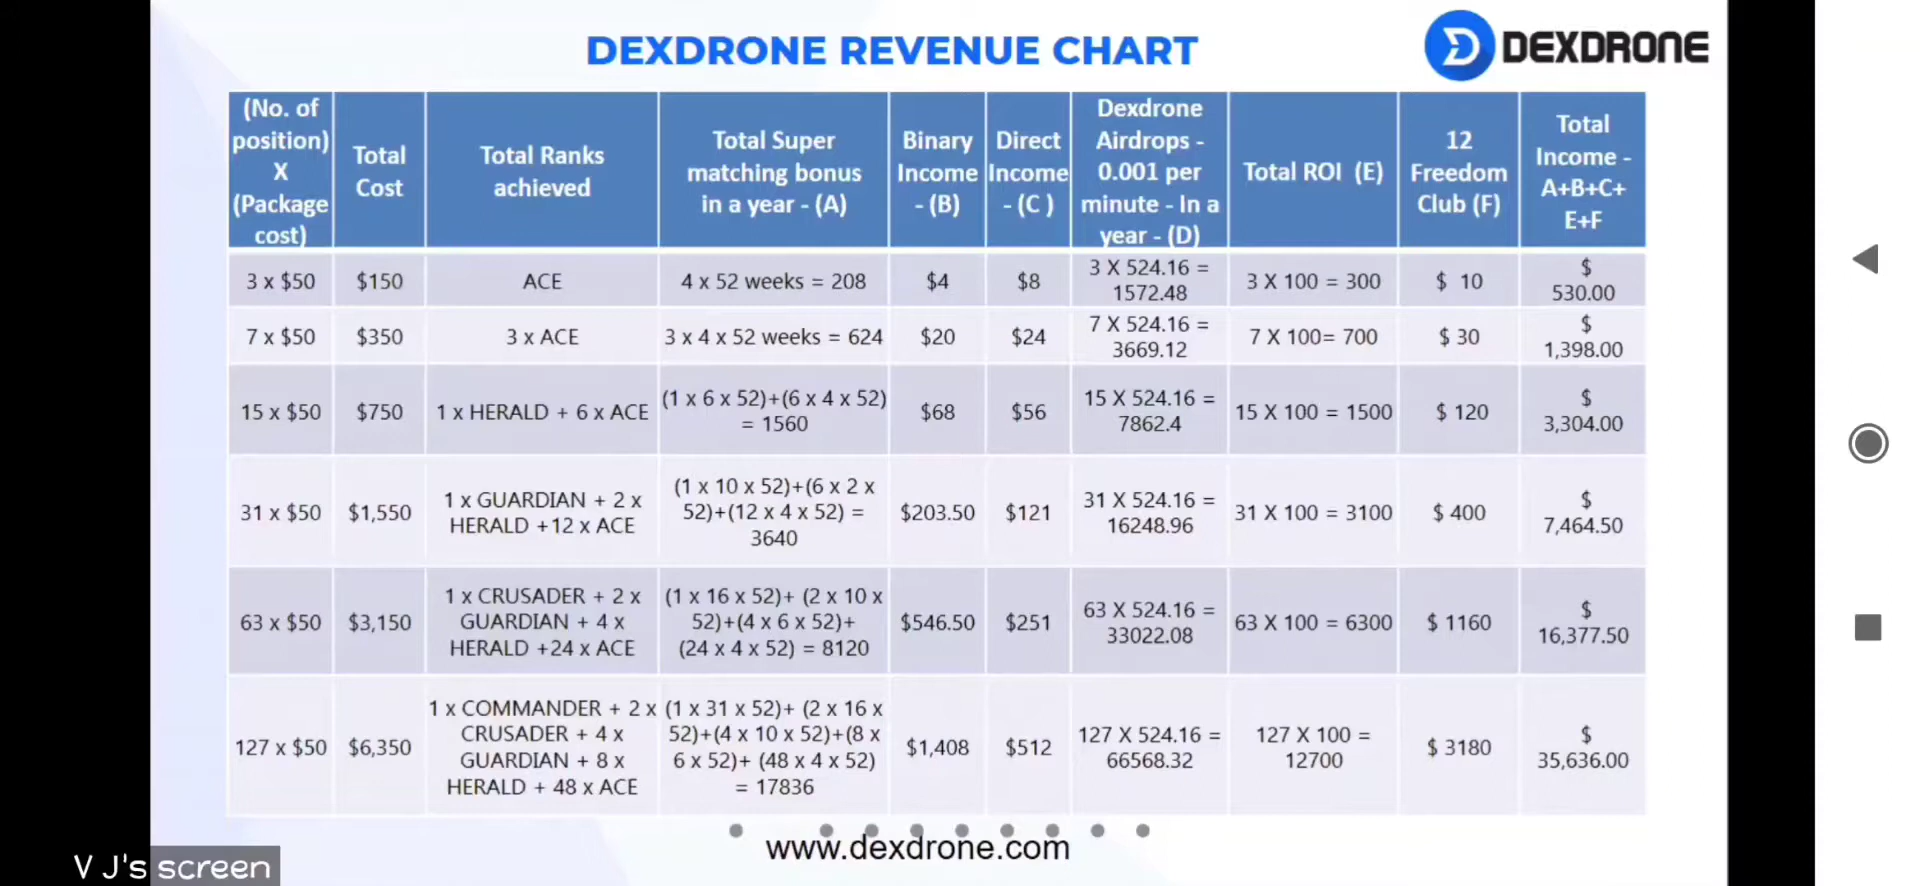 DEXDRONE REVENUE CHART
DEXDRONE
(No. of
position)
X
(Package
cost)
Total
Cost
Total Ranks
achieved
Total Super
matching bonus
in a year - (A)
Binary
Income
- (B)
Direct
Income
- (C )
Dexdrone
Airdrops -
0.001 per
minute - In a
year - (D)
Total ROI (E)
12
Freedom
Club (F)
Total
Income -
A+B+C+
E+F
3 x $50
$150
ACE
4 x 52 weeks = 208
$4
$8
3 X 524.16 =
1572.48
3 X 100 = 300
$ 10
$
530.00
7 x $50
$350
3 x ACE
3 x 4 x 52 weeks = 624
$20
$24
7 X 524.16 =
3669.12
7 X 100= 700
$ 30
$
1,398.00
15 x $50
$750
1 x HERALD + 6 x ACE
(1 x 6 x 52)+(6 x 4 x 52)
= 1560
$68
$56
15 X 524.16 =
7862.4
15 X 100 = 1500
$ 120
$
3,304.00
31 x $50
$1,550
1 x GUARDIAN + 2 x
HERALD +12 x ACE
(1 x 10 x 52)+(6 x 2 x
52)+(12 x 4 x 52) =
3640
$203.50
$121
31 X 524.16 =
16248.96
31 X 100 = 3100
$ 400
$
7,464.50
63 x $50
$3,150
1 x CRUSADER + 2 x
GUARDIAN + 4 x
HERALD +24 x ACE
(1 x 16 x 52)+ (2 x 10 x
52)+(4 x 6 x 52)+
(24 x 4 x 52) = 8120
$546.50
$251
63 X 524.16 =
33022.08
63 X 100 = 6300
$ 1160
$
16,377.50
127 x $50
$6,350
1 x COMMANDER + 2 x
CRUSADER + 4 x
GUARDIAN + 8 x
HERALD + 48 x ACE
(1 x 31 x 52)+ (2 x 16 x
52)+(4 x 10 x 52)+(8 x
6 x 52)+ (48 x 4 x 52)
= 17836
$1,408
$512
127 X 524.16 =
66568.32
127 X 100 =
12700
$ 3180
$
35,636.00
www.dexdrone.com
V J's screen